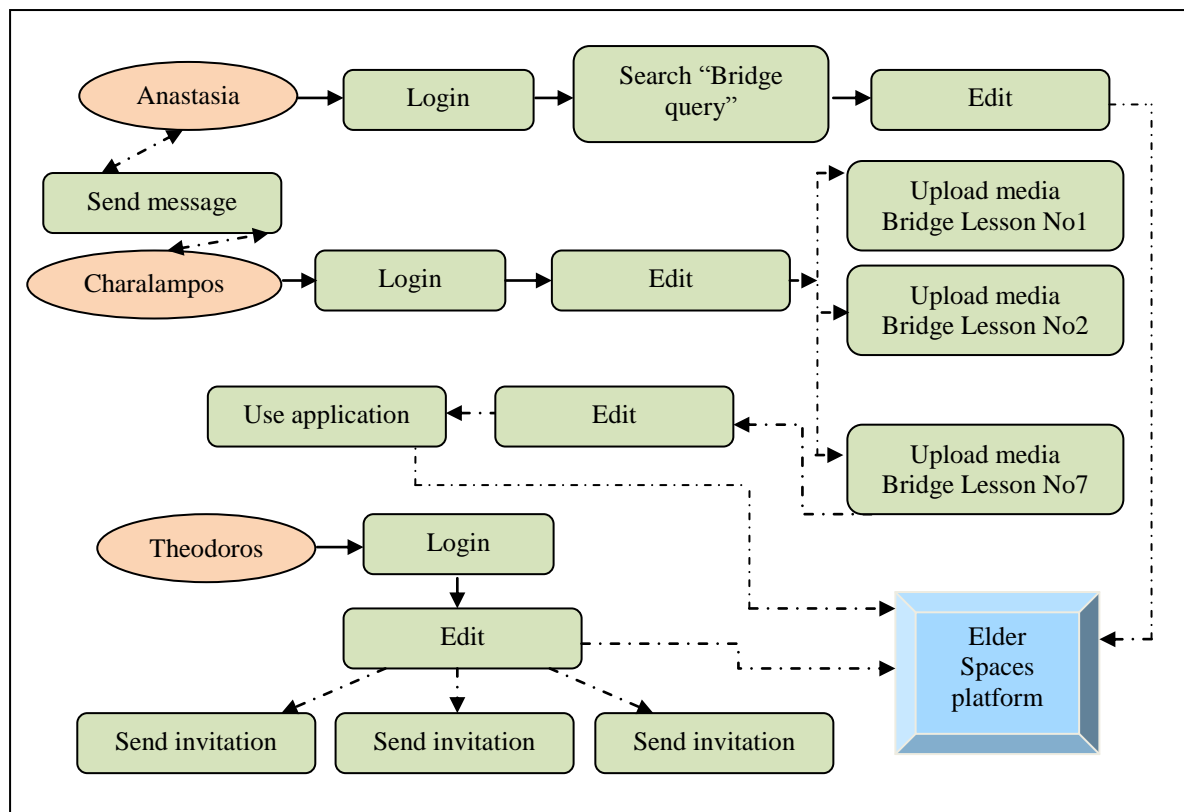 Anastasia
Login
Search “Bridge
query”
Edit
Send message
Upload media
Bridge Lesson No1
Charalampos
Login
Edit
Upload media
Bridge Lesson No2
Use application
Edit
Upload media
Bridge Lesson No7
Theodoros
Login
Edit
Elder
Spaces
platform
Send invitation
Send invitation
Send invitation